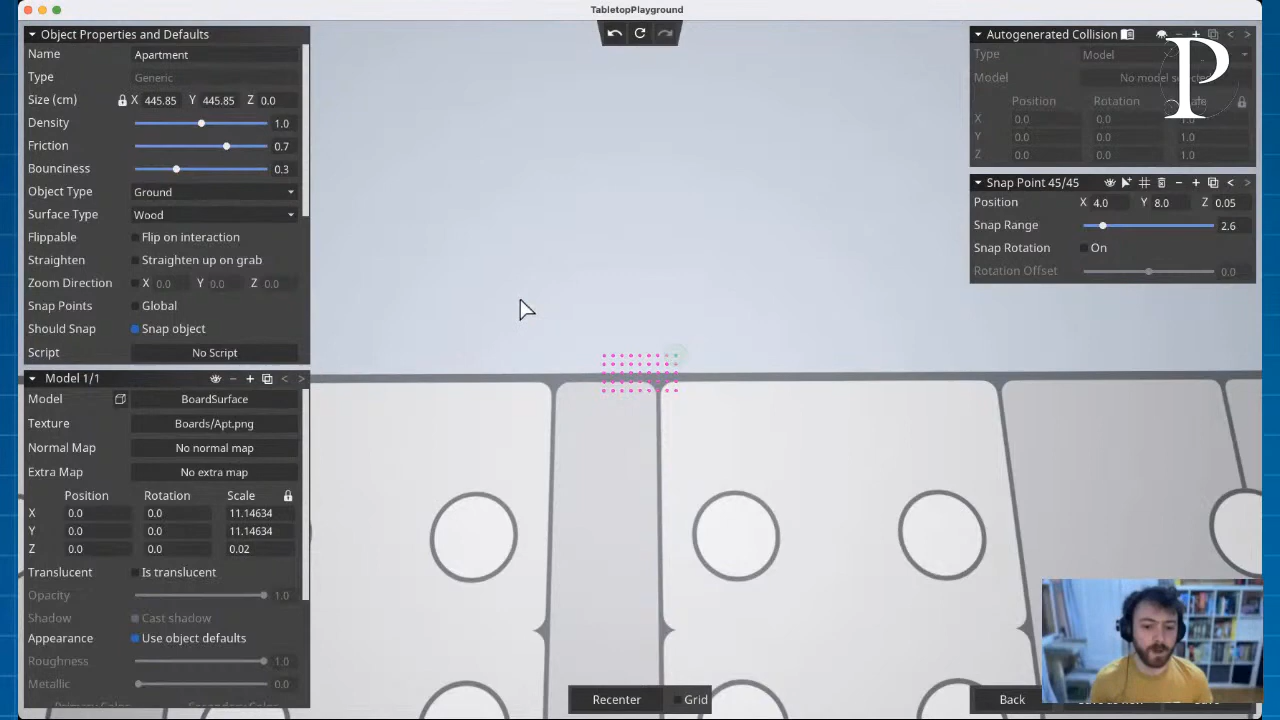 TabletopPlayground
Object Properties and Defaults
Name Apartment
Type Generic
Size (cm) X 445.85 Y 445.85 Z 0.0
Density 1.0
Friction 0.7
Bounciness 0.3
Object Type Ground
Surface Type Wood
Flippable Flip on interaction
Straighten Straighten up on grab
Zoom Direction X 0.0 Y 0.0 Z 0.0
Snap Points Global
Should Snap Snap object
Script No Script
Model 1/1
Model BoardSurface
Texture Boards/Apt.png
Normal Map No normal map
Extra Map No extra map
Position Rotation Scale
X 0.0 0.0 11.14634
Y 0.0 0.0 11.14634
Z 0.0 0.0 0.02
Translucent Is translucent
Opacity 1.0
Shadow Cast shadow
Appearance Use object defaults
Roughness 1.0
Metallic 0.0
Recenter Grid
Autogenerated Collision
Type Model
Model No model selected
Position Rotation
X 0.0 0.0 1.0
Y 0.0 0.0 1.0
Z 0.0 0.0 1.0
P
Snap Point 45/45
Position X 4.0 Y 8.0 Z 0.05
Snap Range 2.6
Snap Rotation On
Rotation Offset 0.0
Back